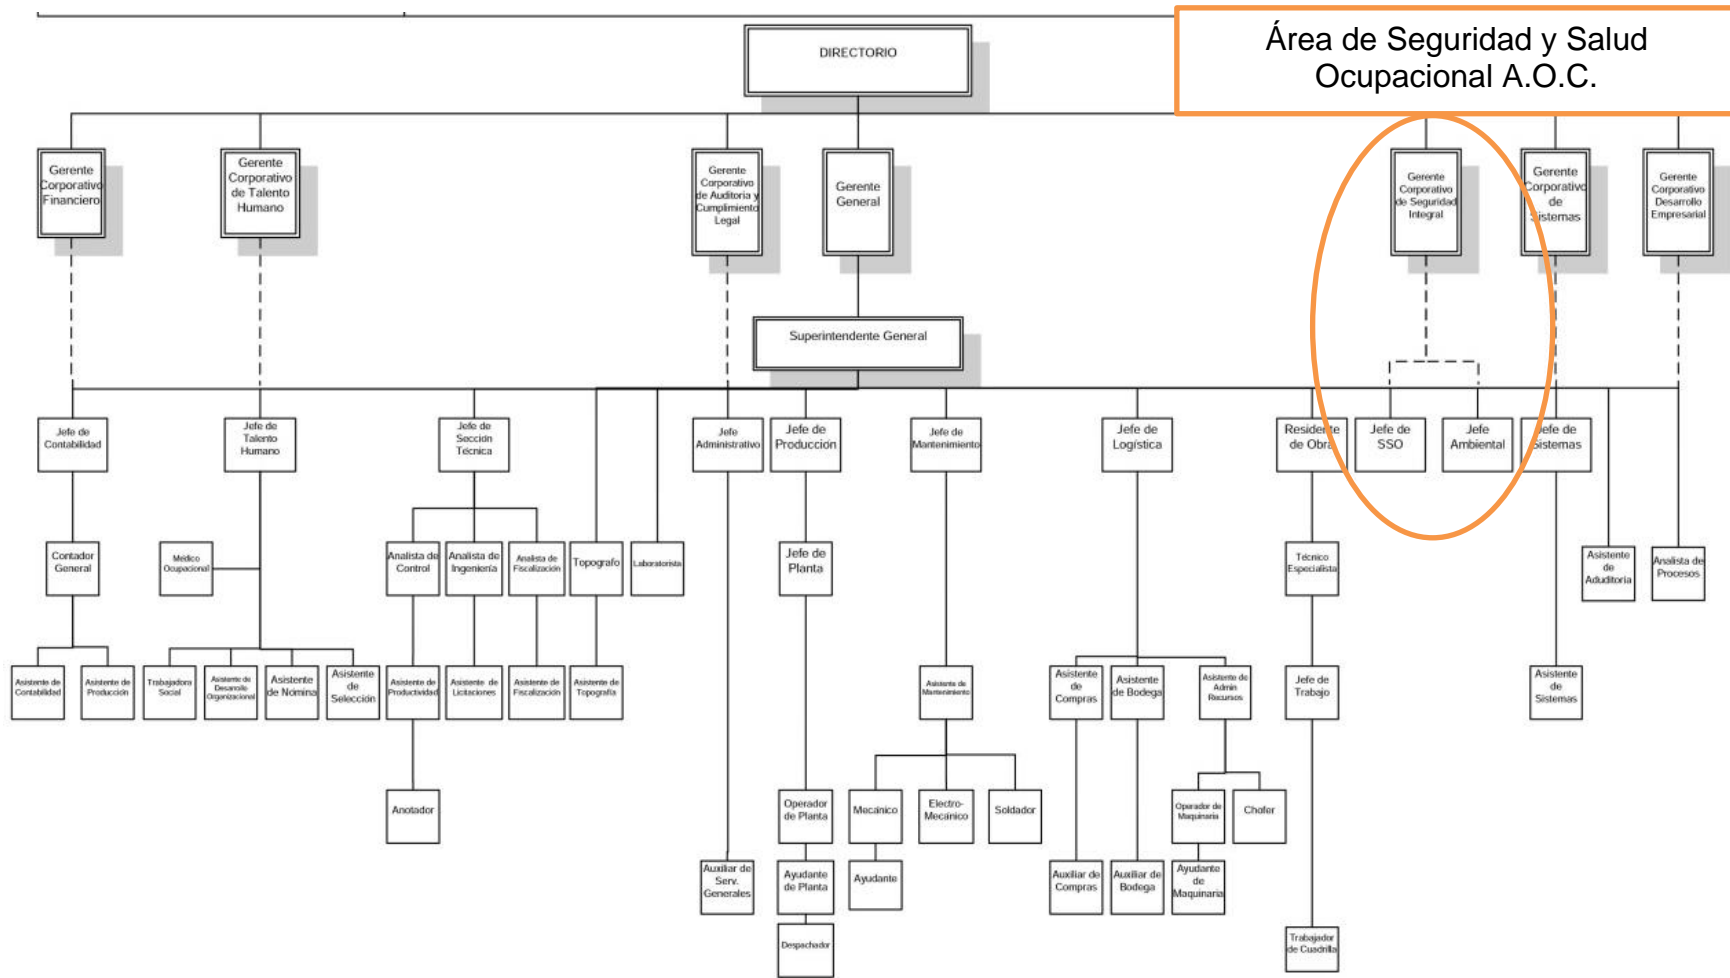 Área de Seguridad y Salud
Ocupacional A.O.C.
DIRECTORIO
Gerente
Corporativo
Financiero
Gerente
Corporativo
de Talento
Humano
Gerente
Corporativo
de Auditoria y
Cumplimiento
Legal
Gerente
General
Gerente
Corporativo
de Seguridad
Integral
Gerente
Corporativo
de
Sistemas
Gerente
Corporativo
Desarrollo
Empresarial
Superintendente General
Jefe de
Contabilidad
Jefe de
Talento
Humano
Jefe de
Sección
Técnica
Jefe
Administrativo
Jefe de
Producción
Jefe de
Mantenimiento
Jefe de
Logística
Residente
de Obra
Jefe de
SSO
Jefe
Ambiental
Jefe de
Sistemas
Contador
General
Médico
Ocupacional
Analista de
Control
Analista de
Ingeniería
Analista de
Fiscalización
Topografo
Laboratorista
Jefe de
Planta
Técnico
Especialista
Asistente
de
Aduditoria
Analista de
Procesos
Asistente de
Contabilidad
Asistente de
Producción
Trabajadora
Social
Asistente de
Desarrollo
Organizacional
Asistente
de Nómina
Asistente
de
Selección
Asistente de
Productividad
Asistente de
Licitaciones
Asistente de
Fiscalización
Asistente de
Topografía
Asistente de
Mantenimiento
Asistente
de
Compras
Asistente
de Bodega
Asistente
de Admin
Recursos
Jefe de
Trabajo
Asistente
de
Sistemas
Anotador
Operador
de Planta
Mecánico
Electro-
Mecánico
Soldador
Operador de
Maquinaria
Chofer
Auxiliar de
Serv.
Generales
Ayudante
de Planta
Ayudante
Auxiliar de
Compras
Auxiliar de
Bodega
Ayudante
de
Maquinaria
Despachador
Trabajador
de Cuadrilla